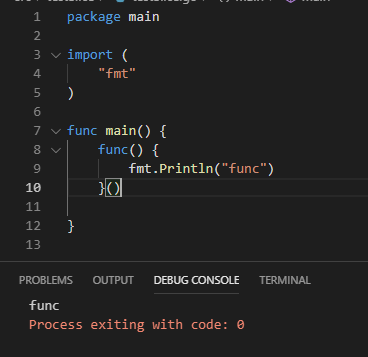 1 package main
2
3 import (
4 "fmt"
5 )
6
7 func main() {
8 func() {
9 fmt.Println("func")
10 }()
11
12 }
13
PROBLEMS OUTPUT DEBUG CONSOLE TERMINAL
func
Process exiting with code: 0